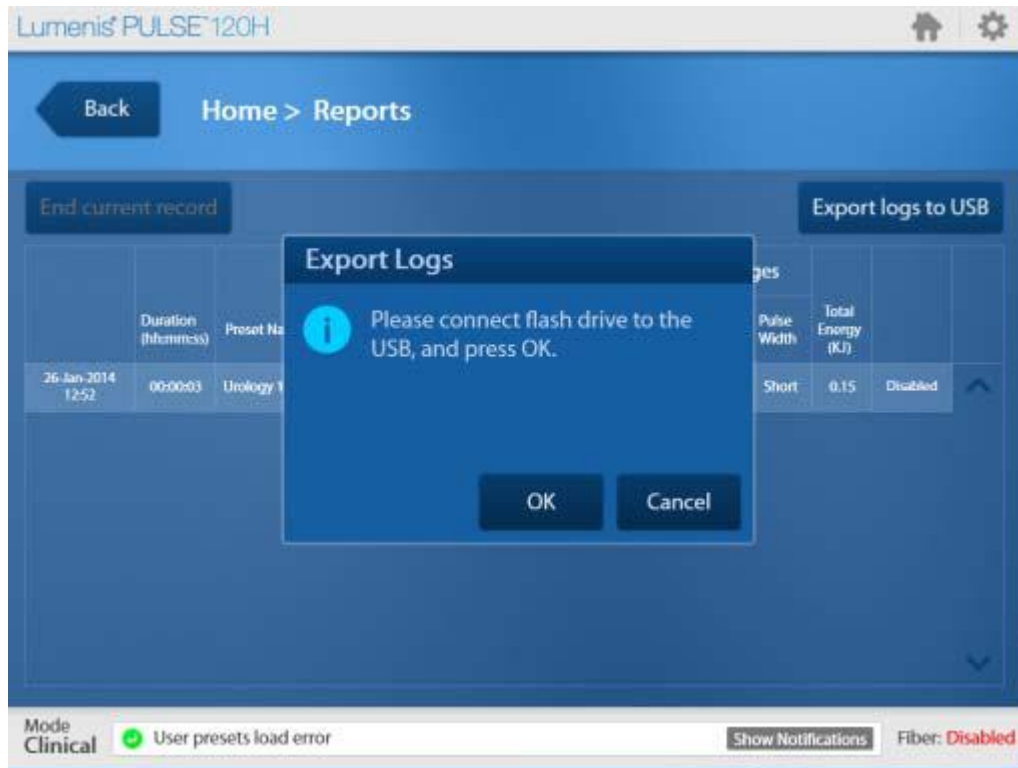 Lumenis® PULSE™ 120H
Back
Home > Reports
End current record
Export logs to USB
Export Logs
Please connect flash drive to the
USB, and press OK.
OK
Cancel
ges
Duration
(hh:mm:ss)
Preset Na
Pulse
Width
Total
Energy
(KJ)
26-Jan-2014
12:52
00:00:03
Urology 1
Short
0.15
Disabled
Mode
Clinical
User presets load error
Show Notifications
Fiber: Disabled